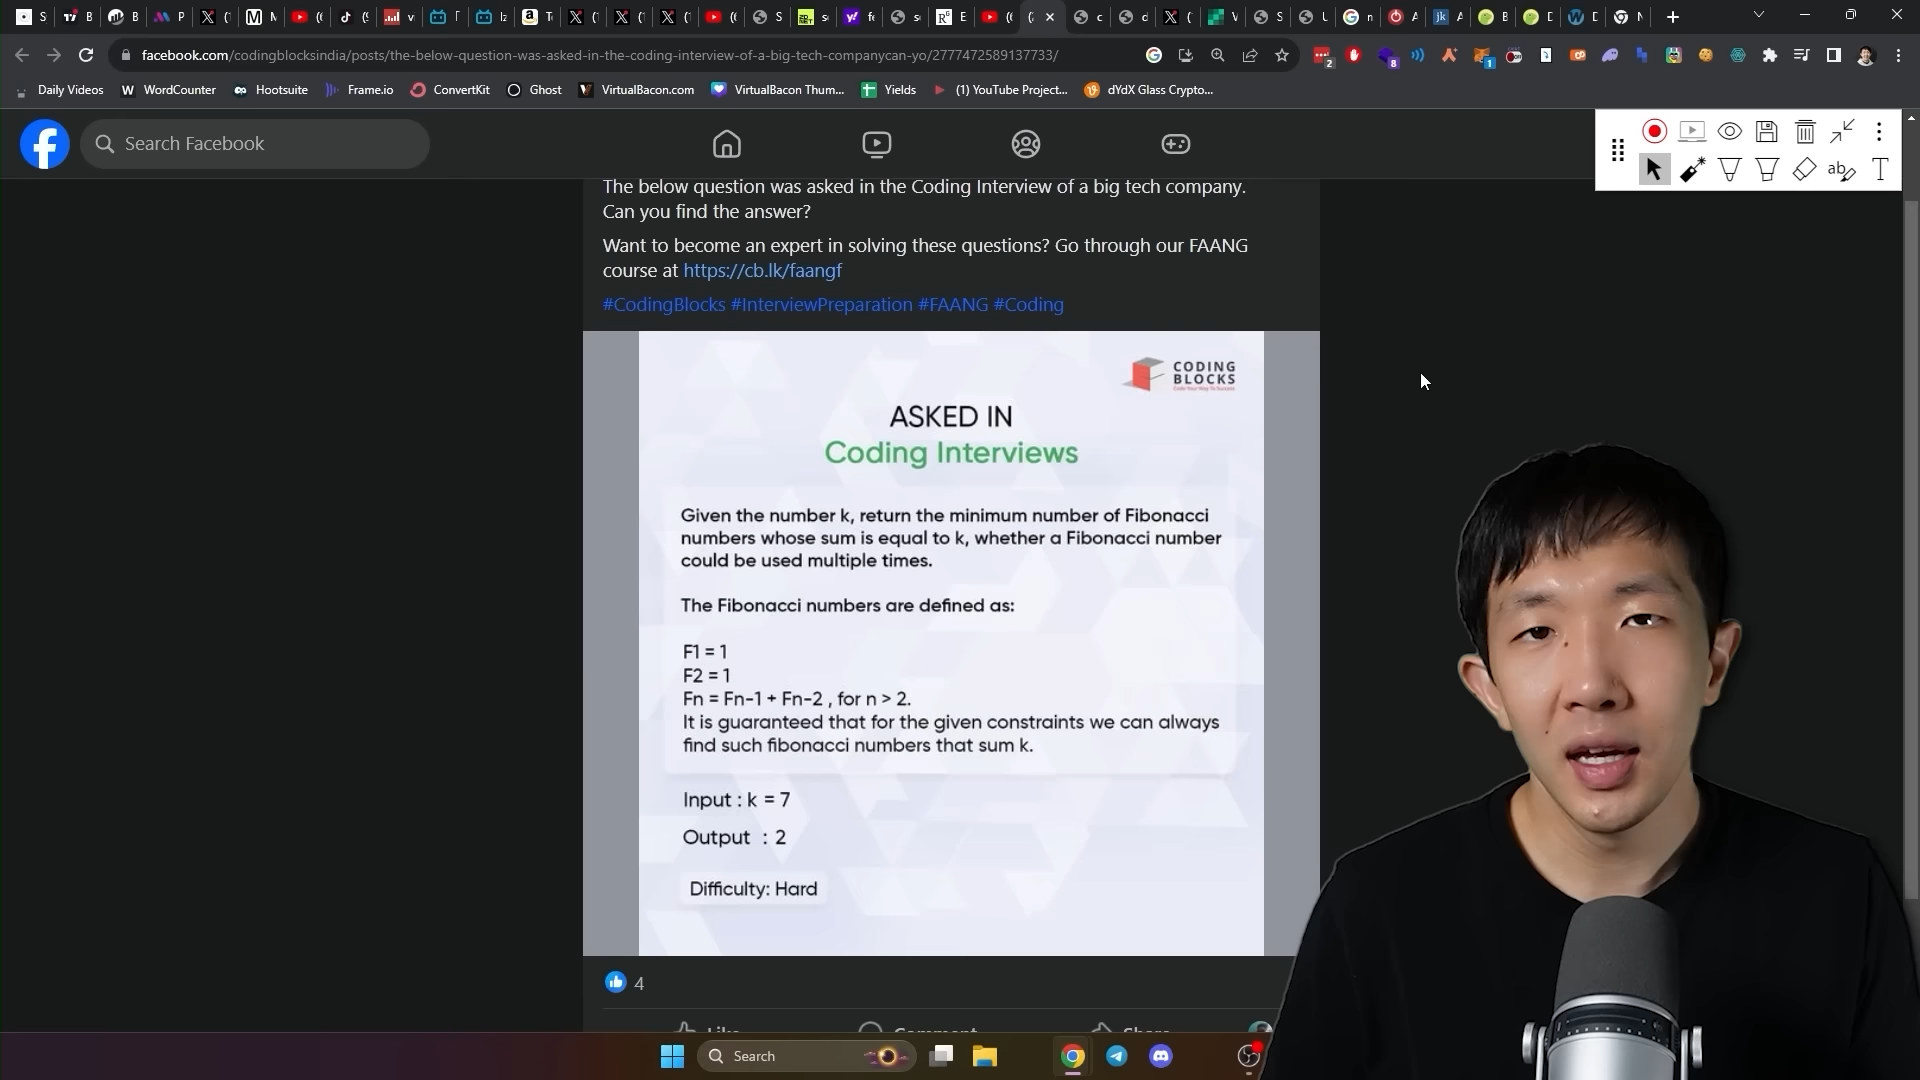 S
B
B
P
(
M
(
(
v
T
Iz
T
(
(
(
(
S
s
f
s
E
(
(
c
d
(
V
S
U
n
A
A
B
D
D
N
facebook.com/codingblocksindia/posts/the-below-question-was-asked-in-the-coding-interview-of-a-big-tech-companycan-yo/2777472589137733/
2
8
1
Daily Videos
WordCounter
Hootsuite
Frame.io
ConvertKit
Ghost
VirtualBacon.com
VirtualBacon Thum...
Yields
(1) YouTube Project...
dYdX Glass Crypto...
Search Facebook
ab
T
The below question was asked in the Coding Interview of a big tech company.
Can you find the answer?
Want to become an expert in solving these questions? Go through our FAANG
course at https://cb.lk/faangf
#CodingBlocks #InterviewPreparation #FAANG #Coding
CODING
BLOCKS
ASKED IN
Coding Interviews
Given the number k, return the minimum number of Fibonacci
numbers whose sum is equal to k, whether a Fibonacci number
could be used multiple times.
The Fibonacci numbers are defined as:
F1 = 1
F2 = 1
Fn = Fn-1 + Fn-2 , for n > 2.
It is guaranteed that for the given constraints we can always
find such fibonacci numbers that sum k.
Input : k = 7
Output : 2
Difficulty: Hard
4
Like
Comment
Share
Search